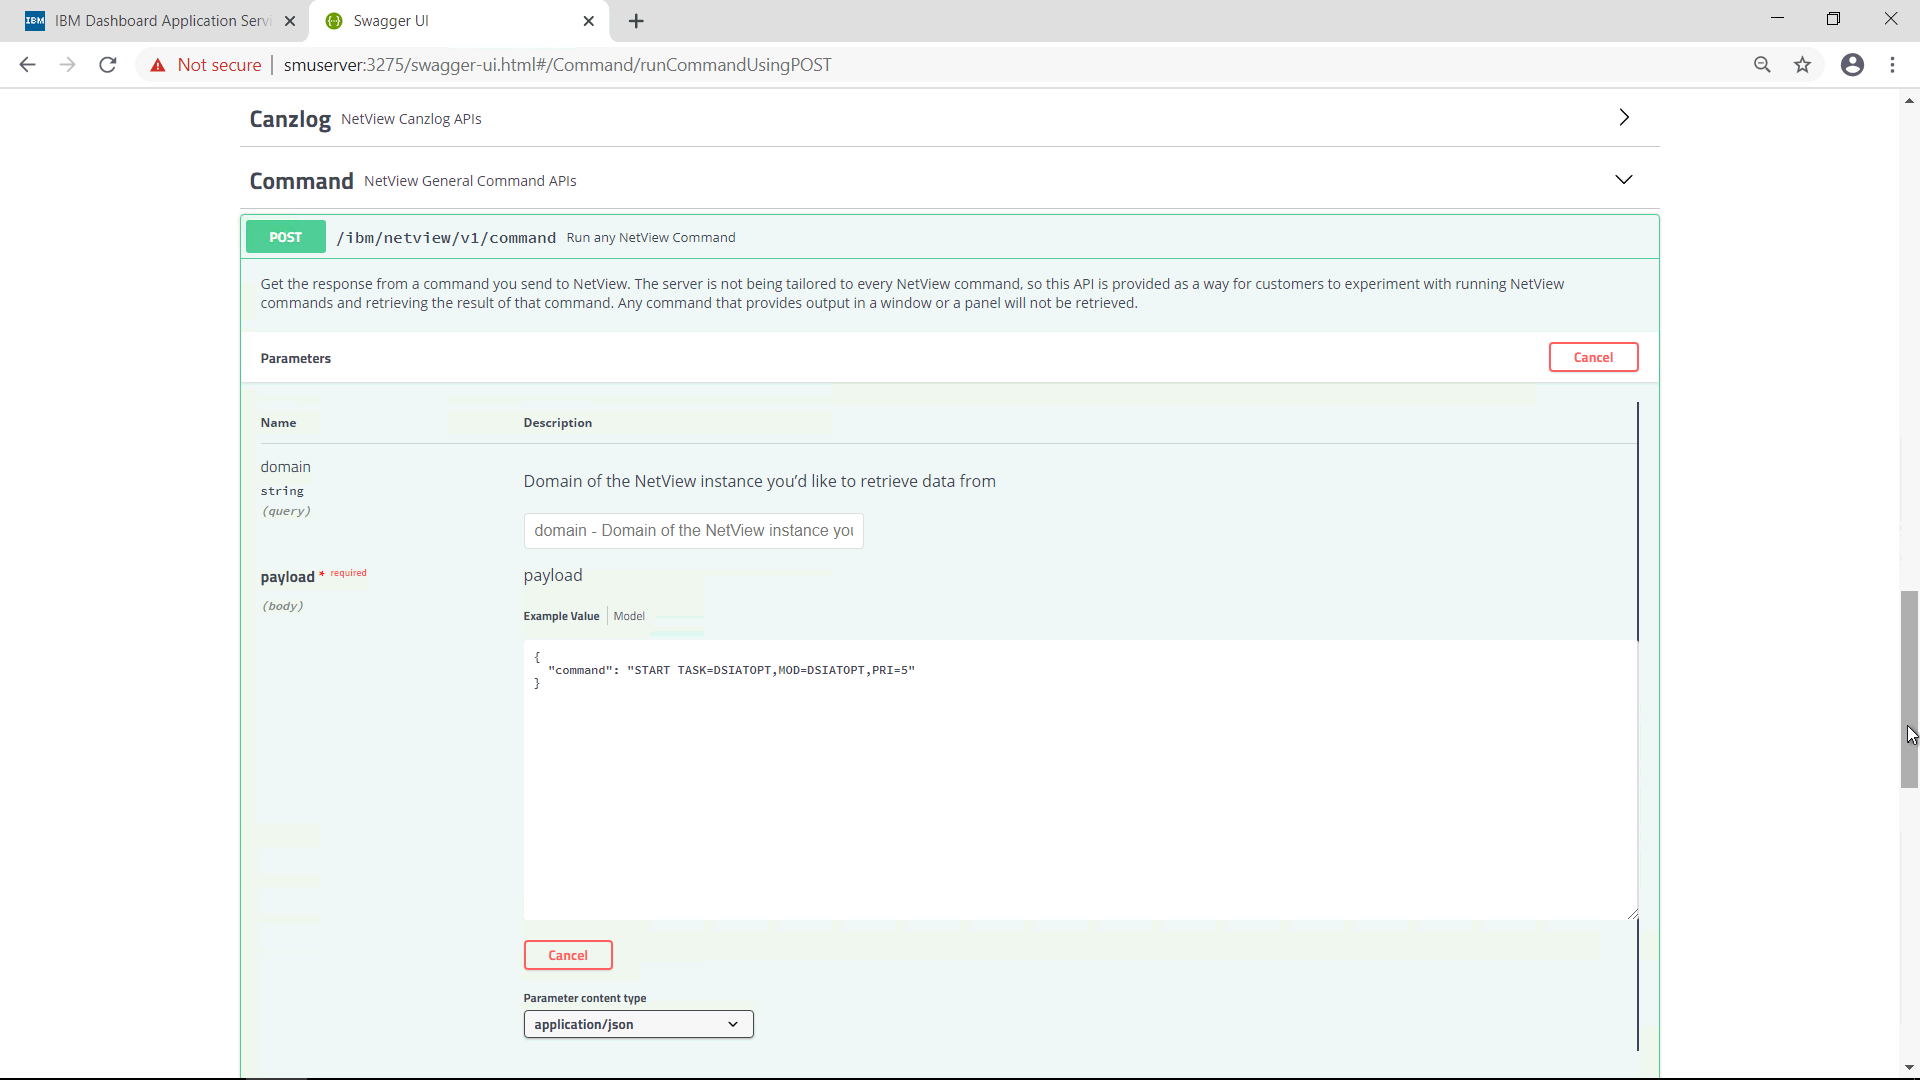 IBM Dashboard Application Servi
Swagger UI
Not secure
smuserver:3275/swagger-ui.html#/Command/runCommandUsingPOST
Canzlog NetView Canzlog APIs
Command NetView General Command APIs
POST /ibm/netview/v1/command Run any NetView Command
Get the response from a command you send to NetView. The server is not being tailored to every NetView command, so this API is provided as a way for customers to experiment with running NetView
commands and retrieving the result of that command. Any command that provides output in a window or a panel will not be retrieved.
Parameters
Cancel
Name
Description
domain
string
(query)
Domain of the NetView instance you'd like to retrieve data from
domain - Domain of the NetView instance you
payload * required
(body)
payload
Example Value Model
{
"command": "START TASK=DSIATOPT,MOD=DSIATOPT,PRI=5"
}
Cancel
Parameter content type
application/json